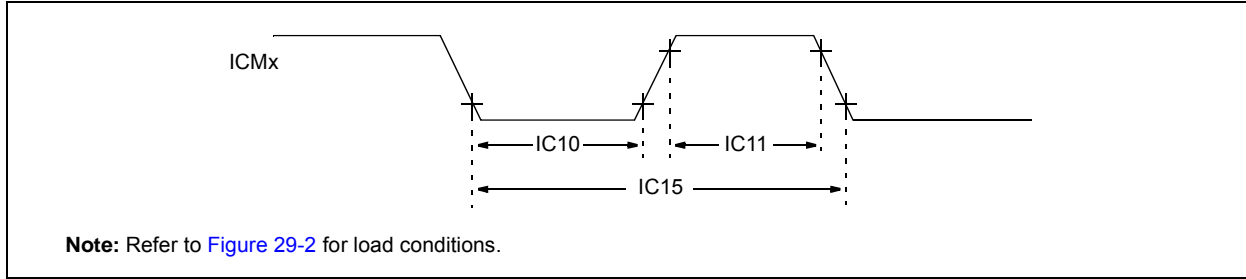 ICMx
IC10
IC11
IC15
Note: Refer to Figure 29-2 for load conditions.